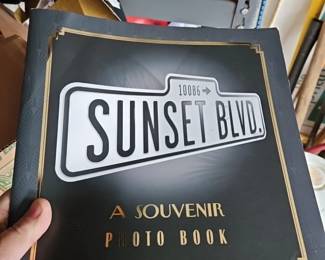 10086 →
SUNSET BLVD.
A SOUVENIR
PHOTO BOOK